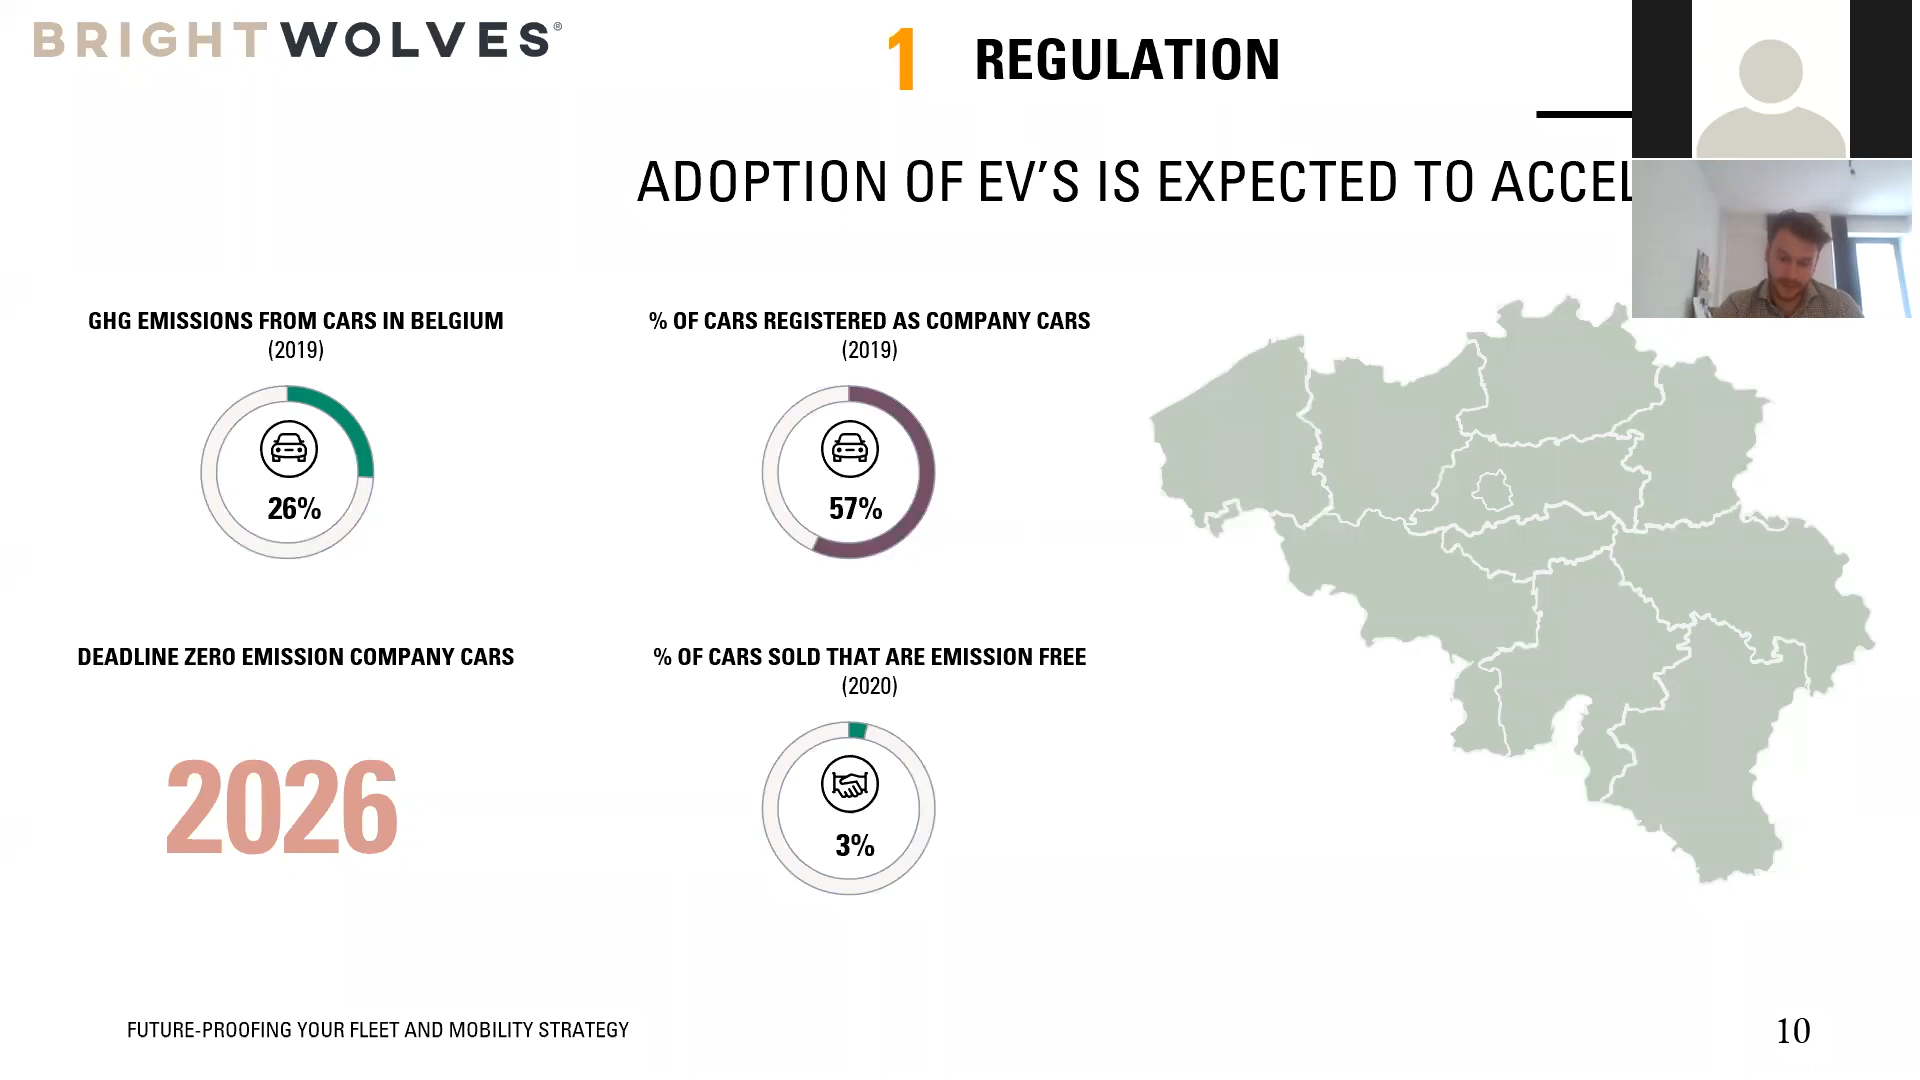 BRIGHTWOLVES®
1 REGULATION
ADOPTION OF EV’S IS EXPECTED TO
GHG EMISSIONS FROM CARS IN BELGIUM
(2019)
26%
% OF CARS REGISTERED AS COMPANY CARS
(2019)
57%
DEADLINE ZERO EMISSION COMPANY CARS
2026
% OF CARS SOLD THAT ARE EMISSION FREE
(2020)
3%
FUTURE-PROOFING YOUR FLEET AND MOBILITY STRATEGY
10